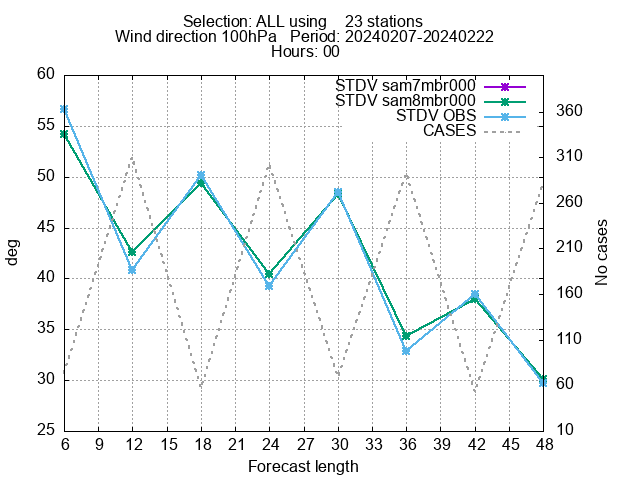 Selection: ALL using    23 stations
Wind direction 100hPa   Period: 20240207-20240222
Hours: 00
STDV sam7mbr000
STDV sam8mbr000
STDV OBS
CASES
60
55
50
45
40
35
30
25
deg
360
310
260
210
160
110
60
10
No cases
6 9 12 15 18 21 24 27 30 33 36 39 42 45 48
Forecast length